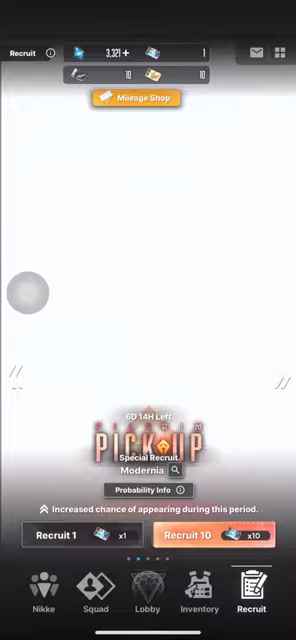 Recruit
3,321 +
1
10
10
Mileage Shop
6D 14H Left
PICK UP
Special Recruit
Modernia
Probability Info
Increased chance of appearing during this period.
Recruit 1 x1
Recruit 10 x10
Nikke
Squad
Lobby
Inventory
Recruit